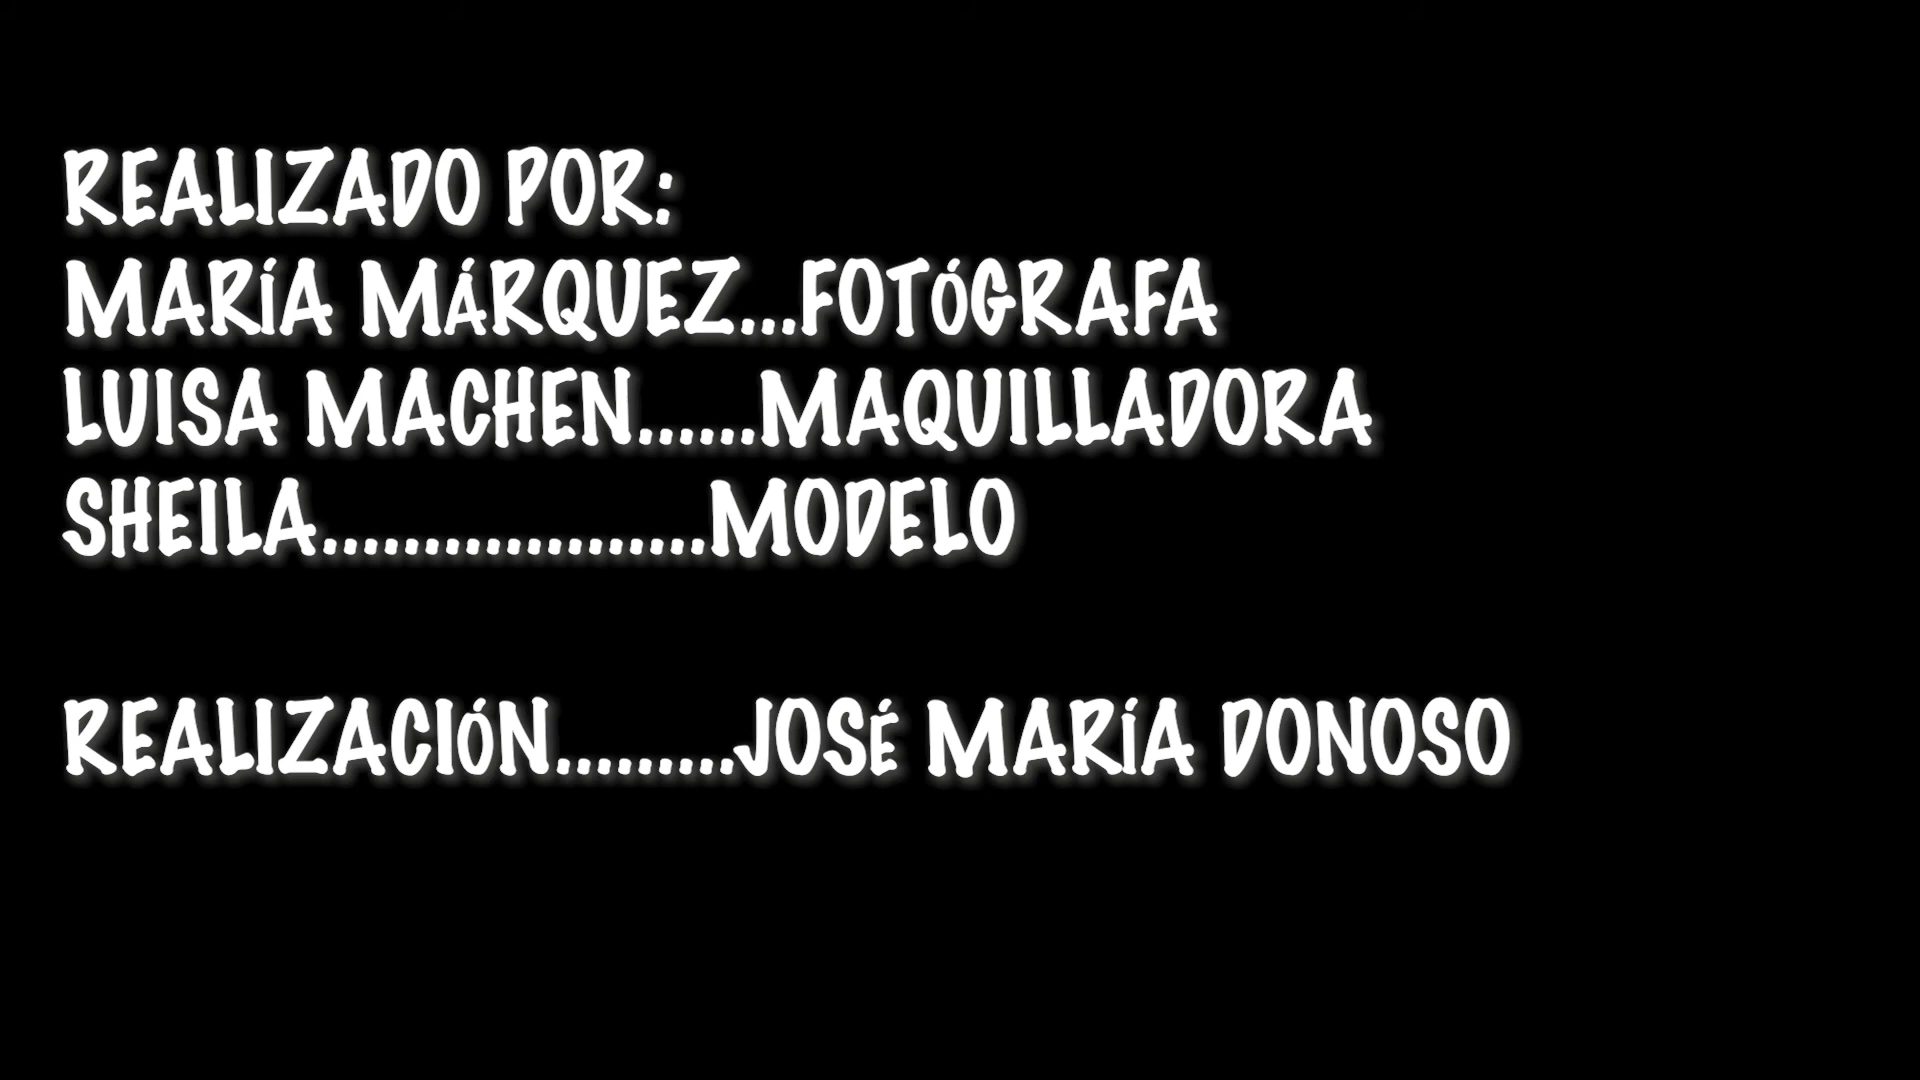 REALIZADO POR:
MARÍA MÁRQUEZ...FOTÓGRAFA
LUISA MACHEN......MAQUILLADORA
SHEILA...................MODELO
REALIZACIÓN.........JOSÉ MARÍA DONOSO